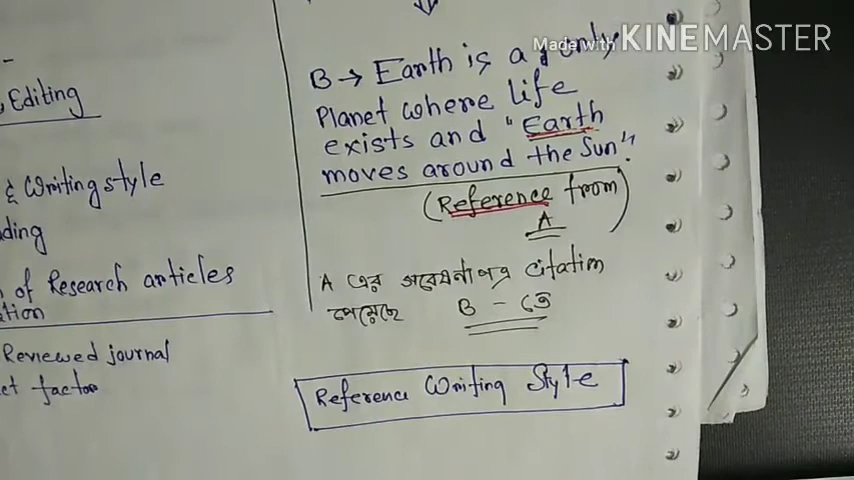 Editing
& Writing style
ding
of Research articles
tion
Reviewed journal
ct factor
B → Earth is a only
Planet where life
exists and "Earth
moves around the Sun".
(Reference from
A)
A এর গবেষনাপত্র Citation
পেয়েছে B - তে
Reference Writing Style
Made with KINEMASTER